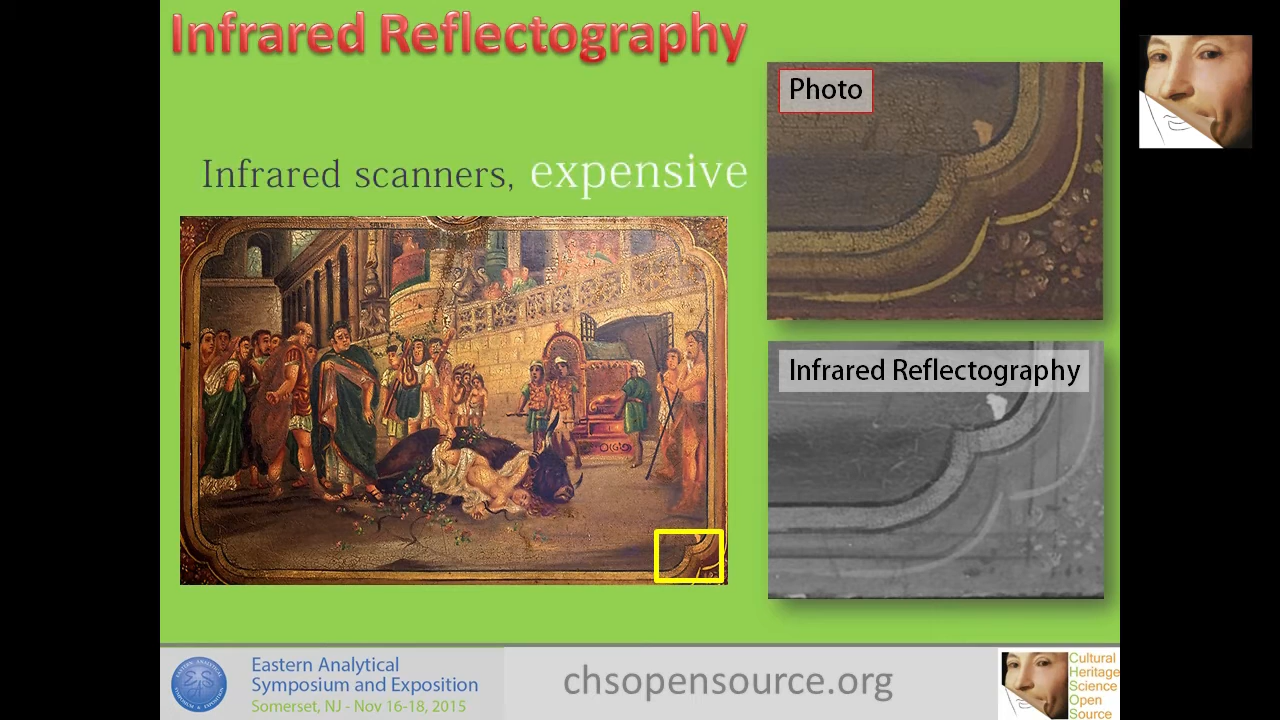 Infrared Reflectography
Infrared scanners, expensive
Photo
Infrared Reflectography
Eastern Analytical
Symposium and Exposition
Somerset, NJ - Nov 16-18, 2015
chsopensource.org
Cultural
Heritage
Science
Open
Source